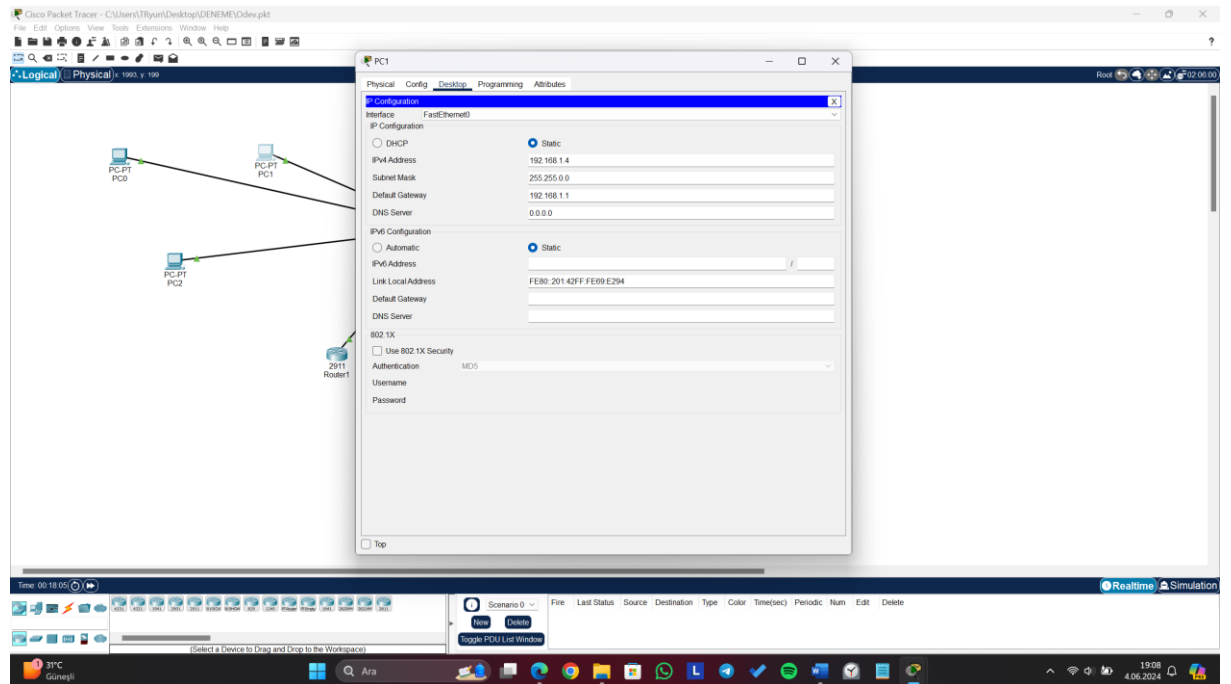 Cisco Packet Tracer - C:\Users\TRyun\Desktop\DENEME\Odev.pkt
File Edit Options View Tools Extensions Window Help
?
Logical Physical x: 1993, y: 199
Root 02:06:00
PC1
Physical Config Desktop Programming Attributes
IP Configuration X
Interface FastEthernet0
IP Configuration
DHCP Static
IPv4 Address 192.168.1.4
Subnet Mask 255.255.0.0
Default Gateway 192.168.1.1
DNS Server 0.0.0.0
IPv6 Configuration
Automatic Static
IPv6 Address /
Link Local Address FE80::201:42FF:FE69:E294
Default Gateway
DNS Server
802.1X
Use 802.1X Security
Authentication MD5
Username
Password
Top
PC-PT
PC0
PC-PT
PC1
PC-PT
PC2
2911
Router1
Time: 00:18:05
Realtime Simulation
Scenario 0
New Delete
Toggle PDU List Window
Fire Last Status Source Destination Type Color Time(sec) Periodic Num Edit Delete
(Select a Device to Drag and Drop to the Workspace)
1
31°C
Güneşli
Ara
L
19:08
4.06.2024